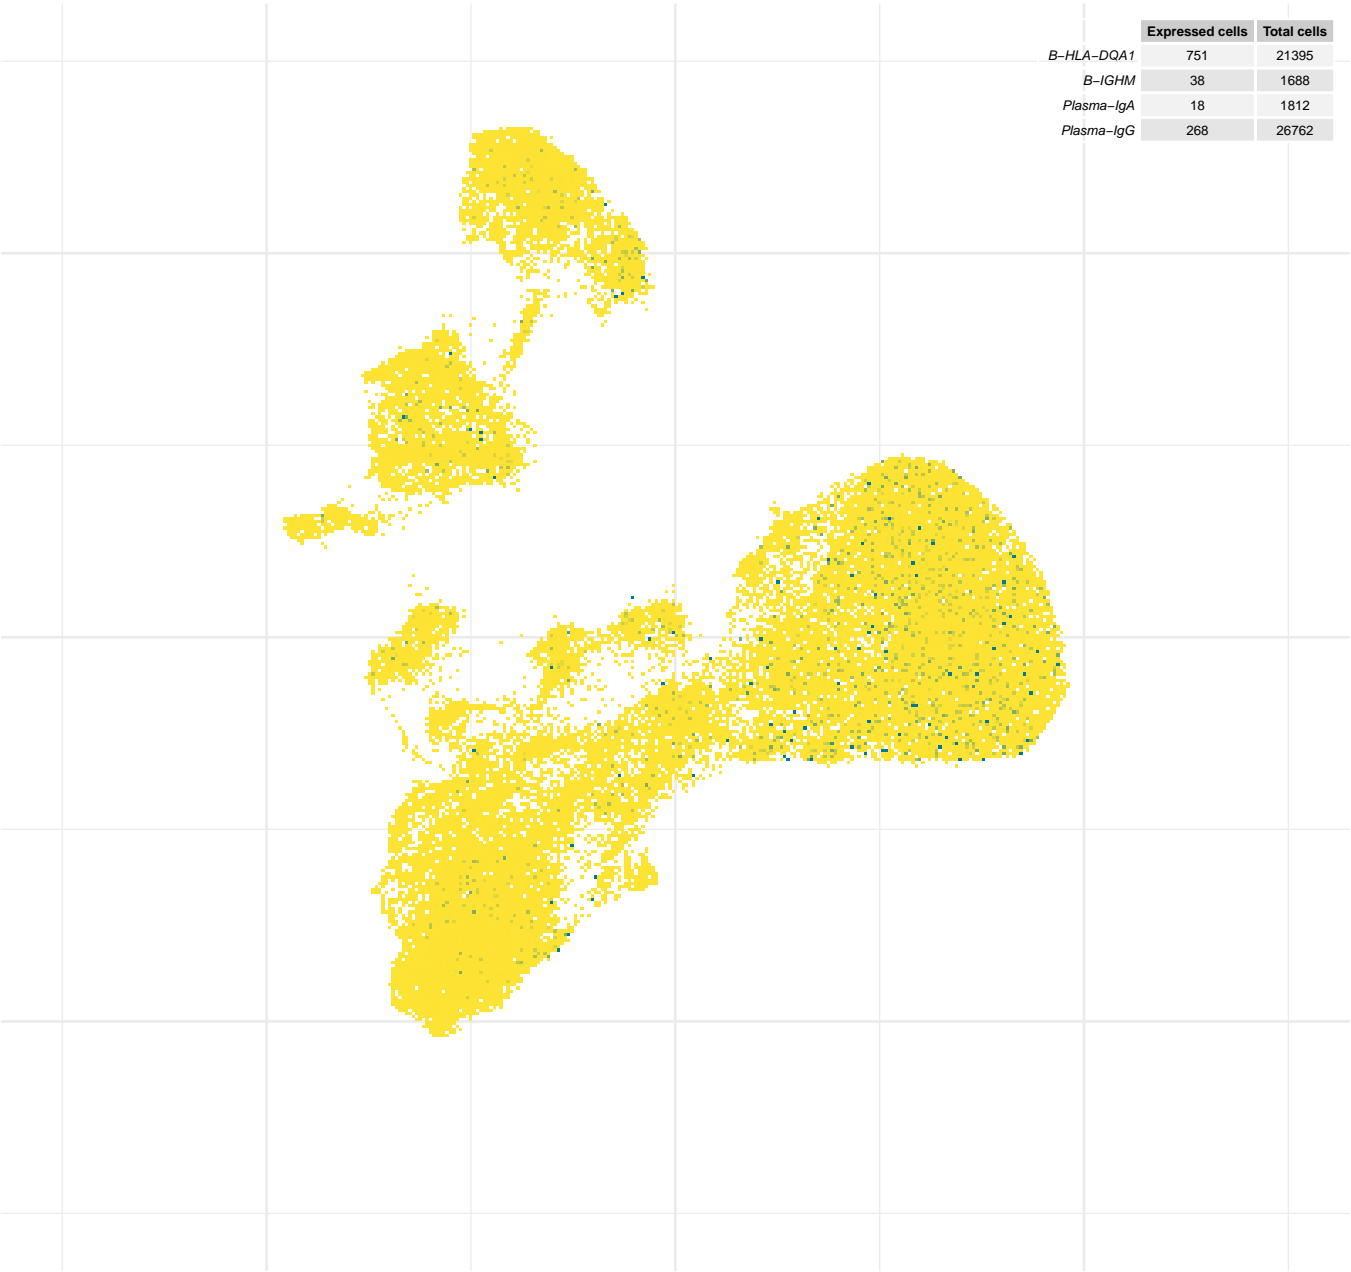 Expressed cells Total cells
B−HLA−DQA1 751 21395
B−IGHM 38 1688
Plasma−IgA 18 1812
Plasma−IgG 268 26762